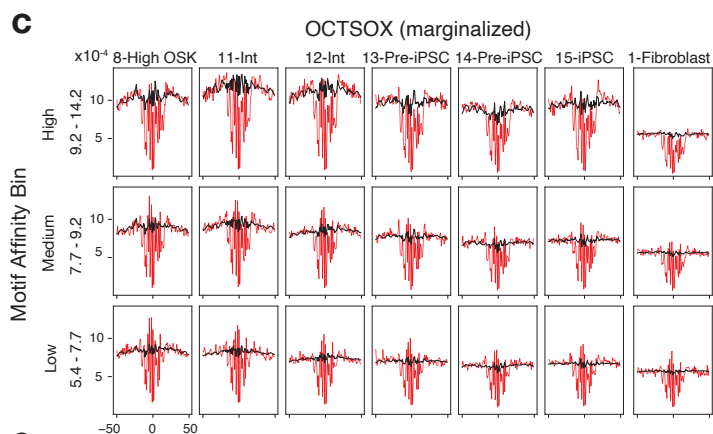 c
OCTSOX (marginalized)
x10⁻⁴
8-High OSK 11-Int 12-Int 13-Pre-iPSC 14-Pre-iPSC 15-iPSC 1-Fibroblast
Motif Affinity Bin
High
9.2 - 14.2
10
5
Medium
7.7 - 9.2
10
5
Low
5.4 - 7.7
10
5
−50 0 50